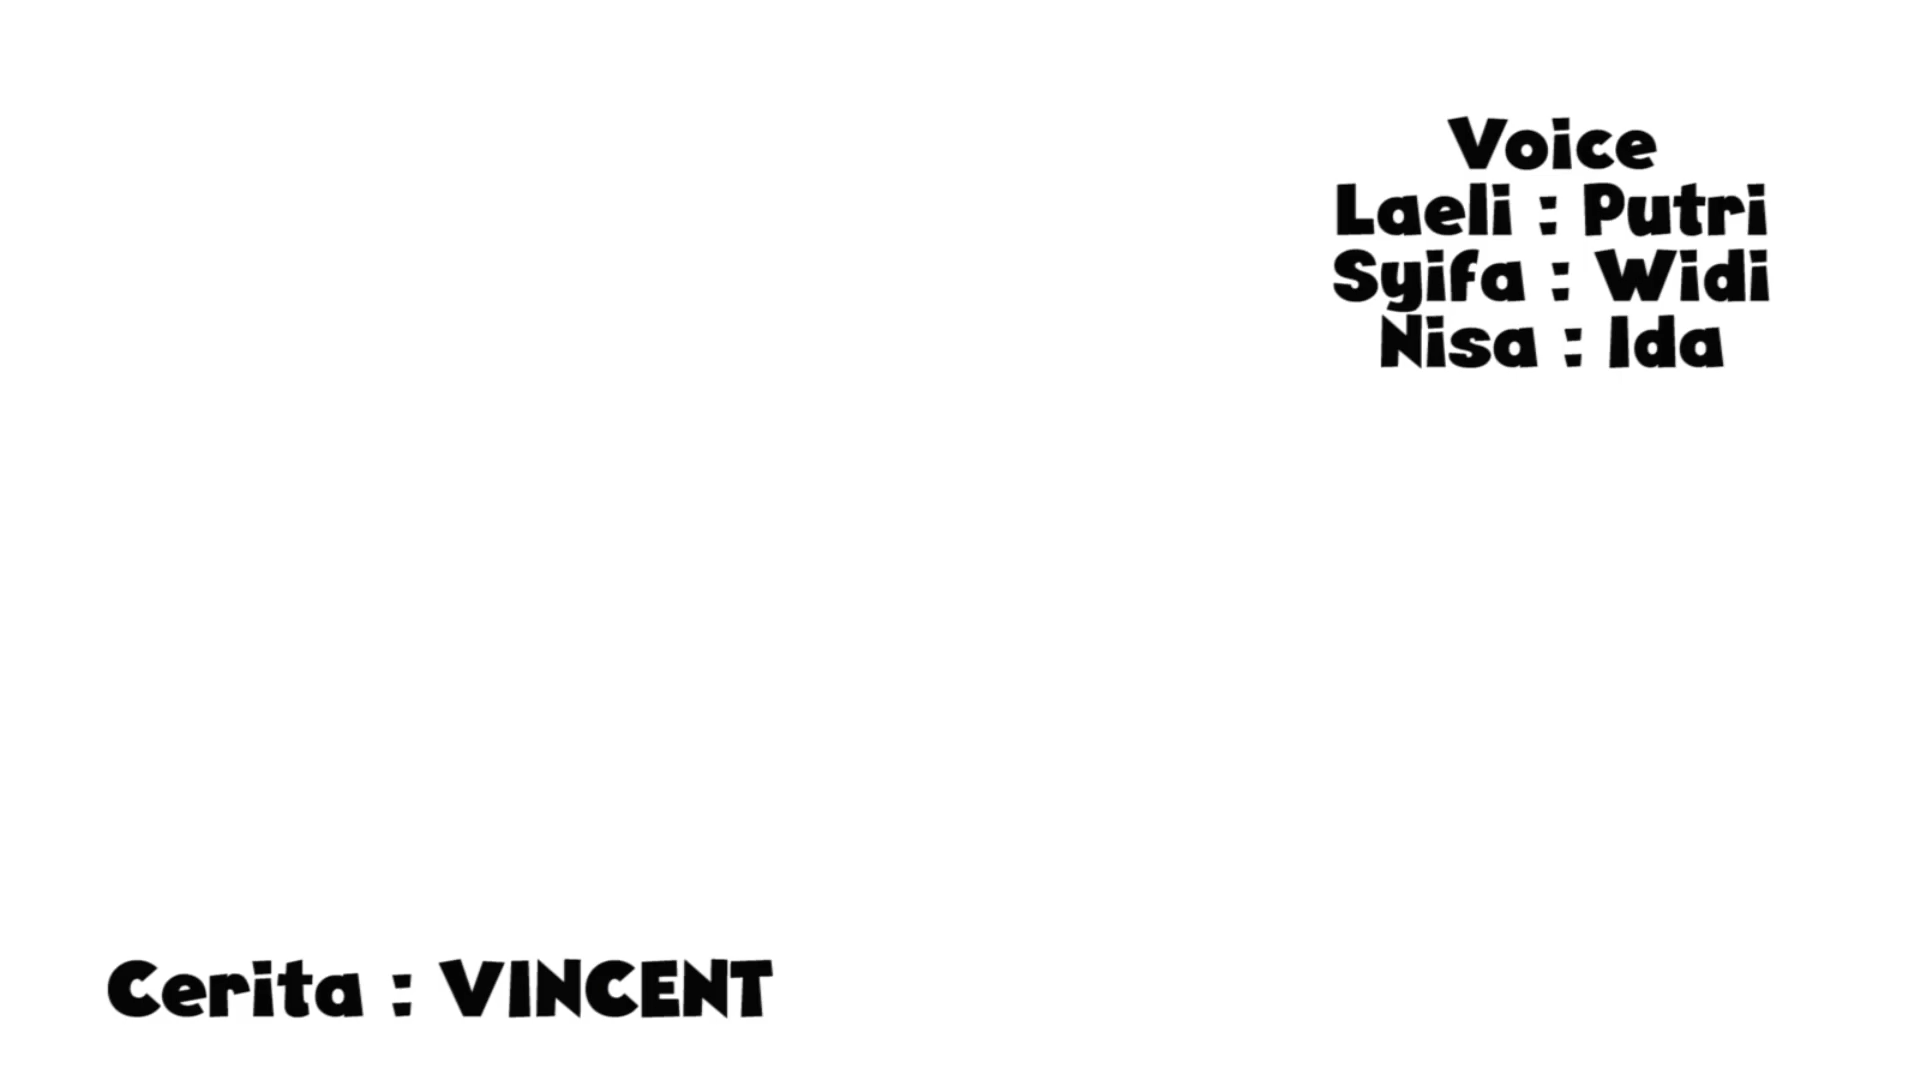 Voice
Laeli : Putri
Syifa : Widi
Nisa : Ida
Cerita : VINCENT